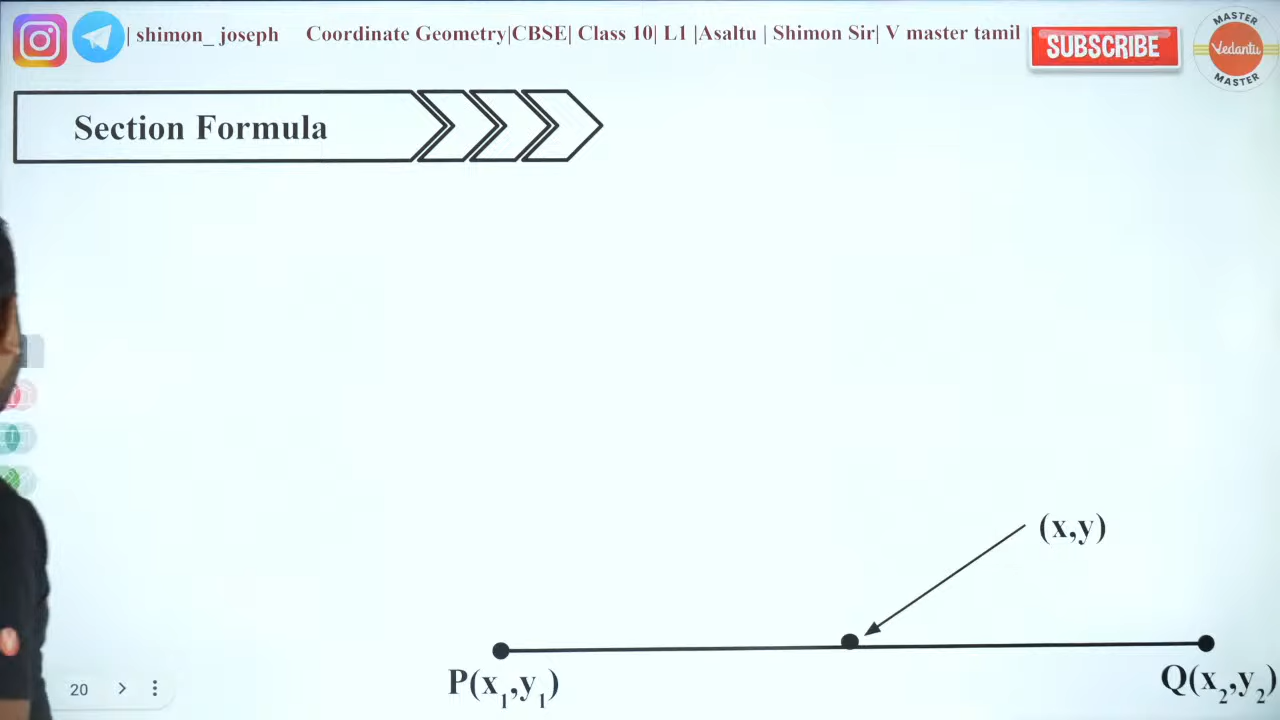 | shimon_ joseph Coordinate Geometry|CBSE| Class 10| L1 |Asaltu | Shimon Sir| V master tamil
SUBSCRIBE
MASTER
Vedantu
MASTER
Section Formula
(x,y)
P(x₁,y₁)
Q(x₂,y₂)
20